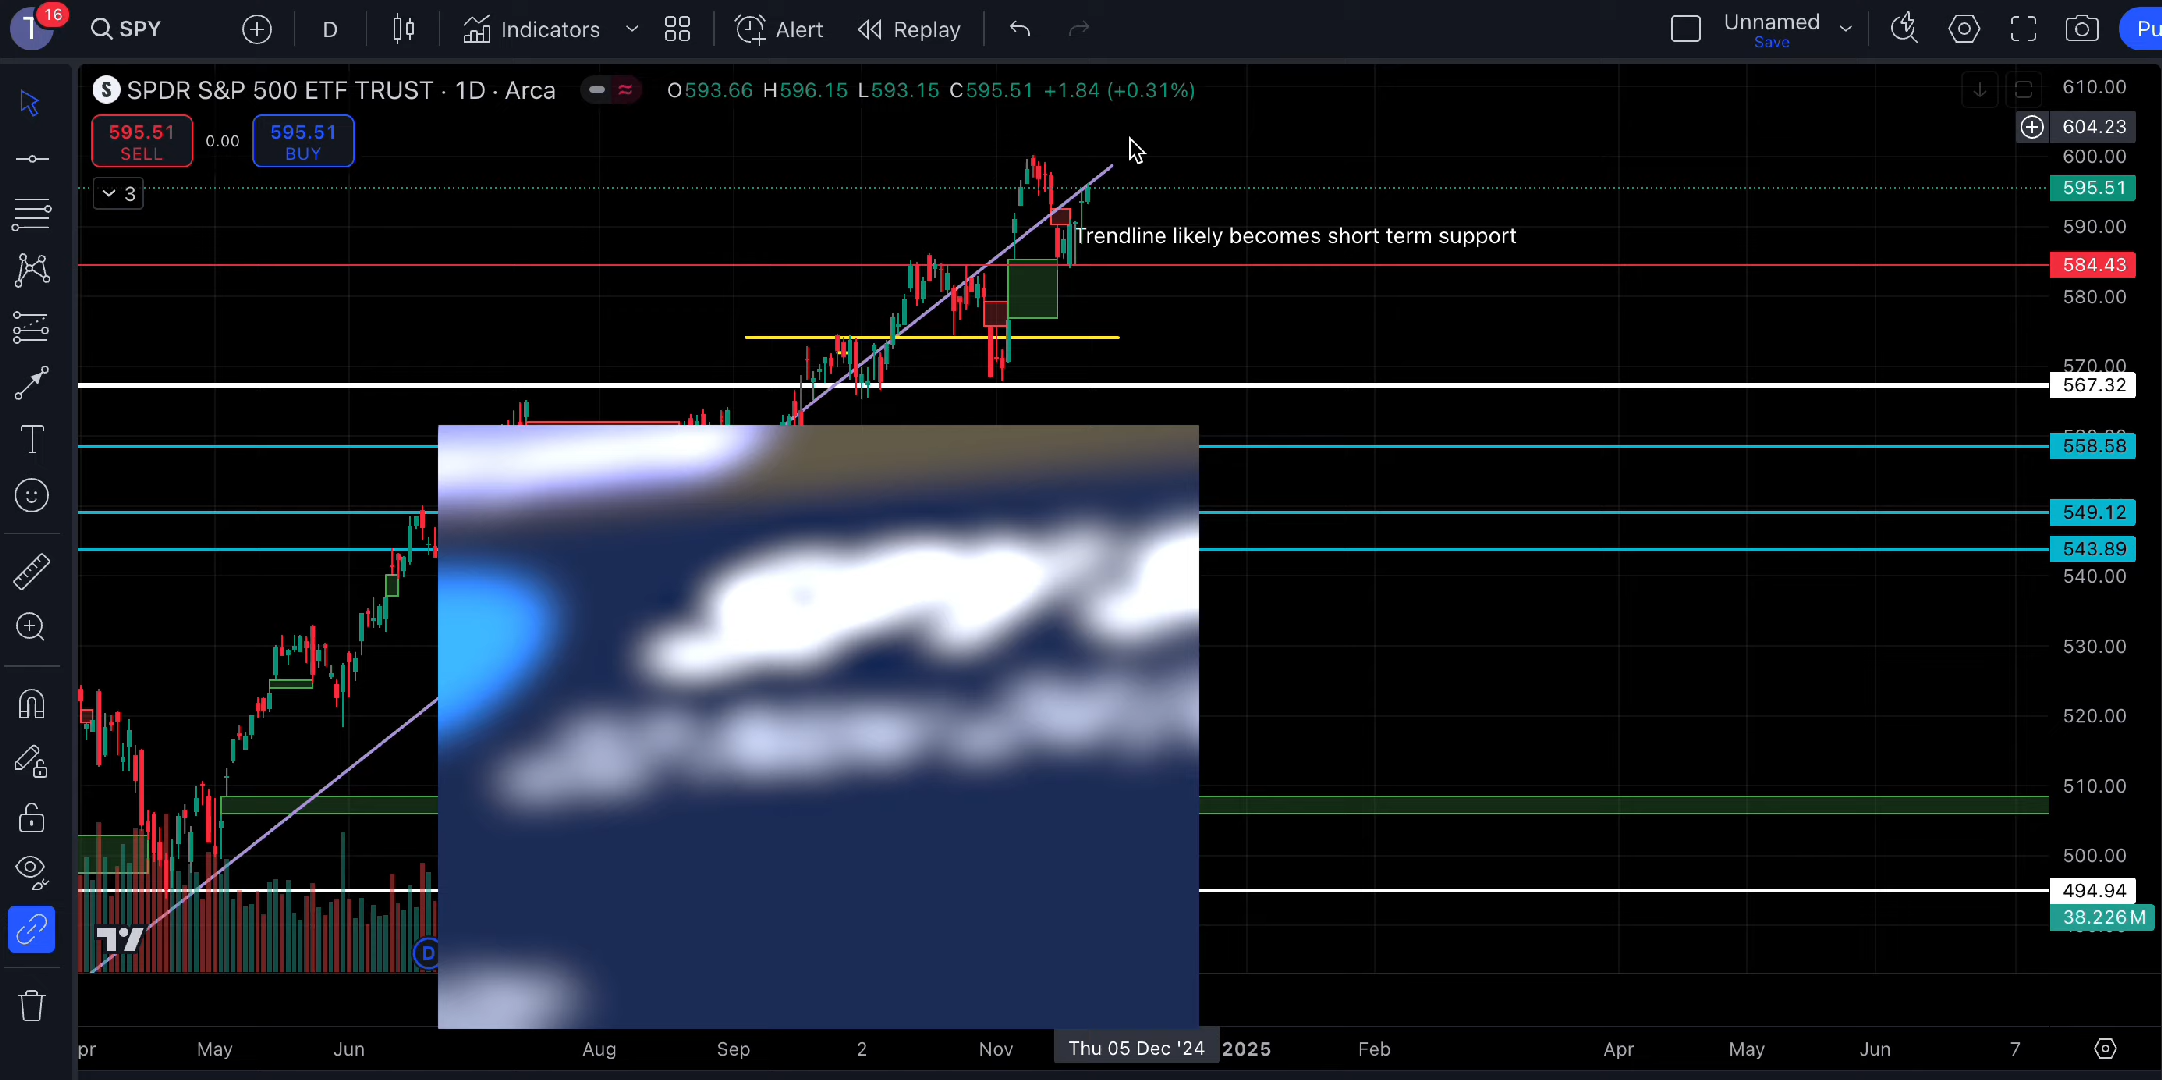 T 16 SPY D Indicators Alert Replay Unnamed Save Pu
S SPDR S&P 500 ETF TRUST · 1D · Arca O593.66 H596.15 L593.15 C595.51 +1.84 (+0.31%)
595.51 SELL 0.00 595.51 BUY
3
Trendline likely becomes short term support
610.00
604.23
600.00
595.51
590.00
584.43
580.00
570.00
567.32
558.58
549.12
543.89
540.00
530.00
520.00
510.00
500.00
494.94
38.226M
D
pr May Jun Aug Sep 2 Nov Thu 05 Dec '24 2025 Feb Apr May Jun 7